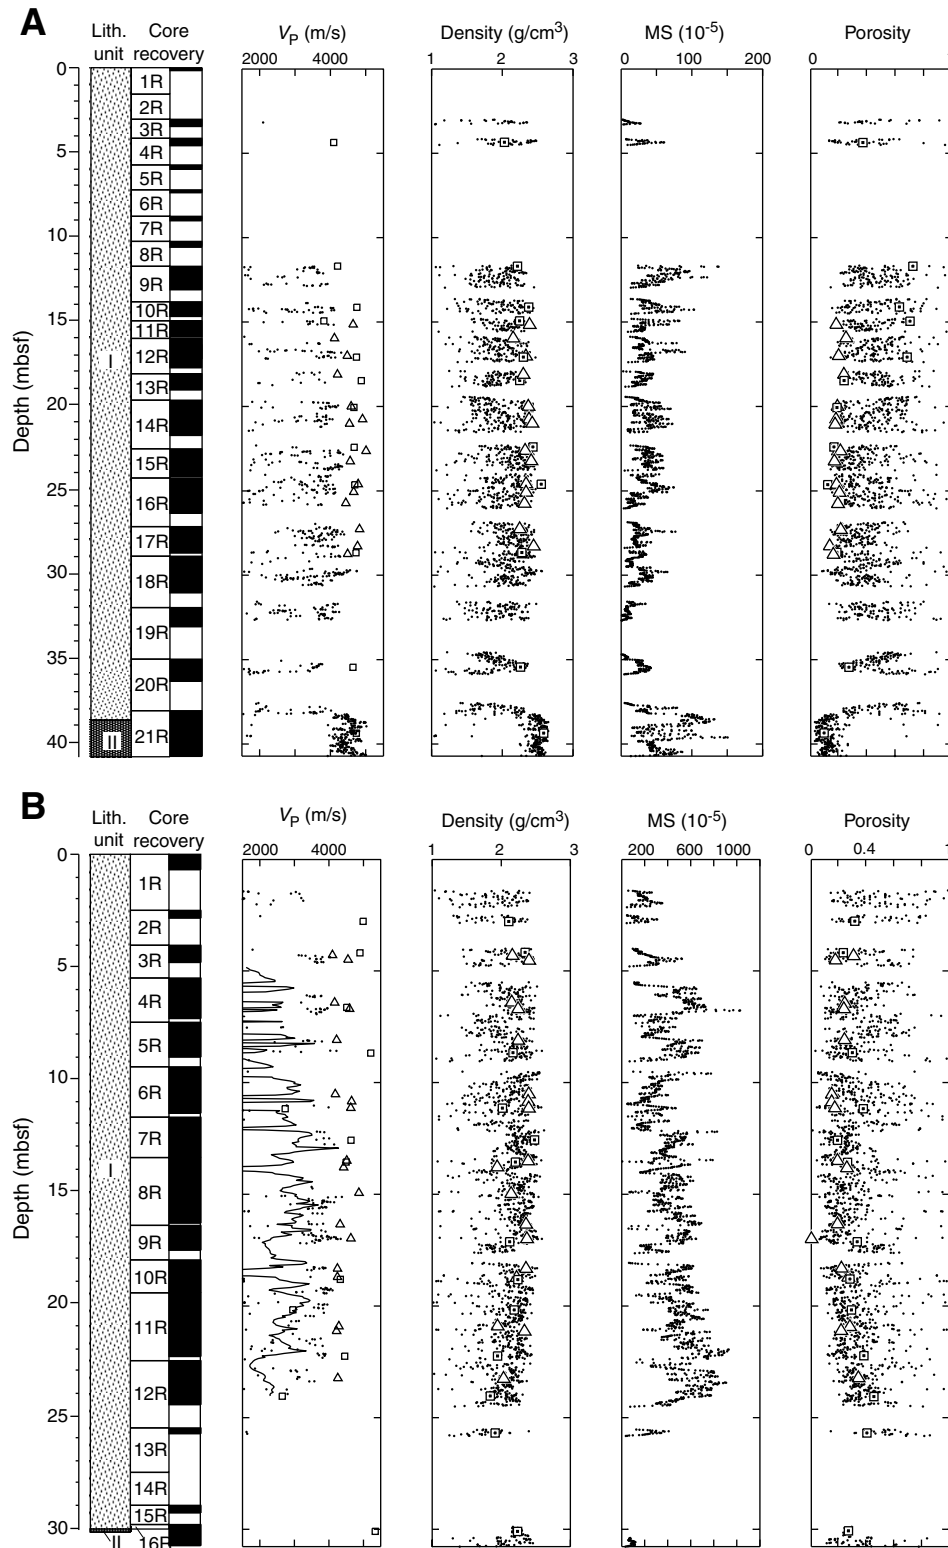 A
Lith. unit
Core recovery
VP (m/s)
Density (g/cm3)
MS (10-5)
Porosity
2000 4000
1 2 3
0 100 200
0
Depth (mbsf)
0
5
10
15
20
25
30
35
40
I
II
1R
2R
3R
4R
5R
6R
7R
8R
9R
10R
11R
12R
13R
14R
15R
16R
17R
18R
19R
20R
21R
B
Lith. unit
Core recovery
VP (m/s)
Density (g/cm3)
MS (10-5)
Porosity
2000 4000
1 2 3
200 600 1000
0 0.4
Depth (mbsf)
0
5
10
15
20
25
30
I
II
1R
2R
3R
4R
5R
6R
7R
8R
9R
10R
11R
12R
13R
14R
15R
16R